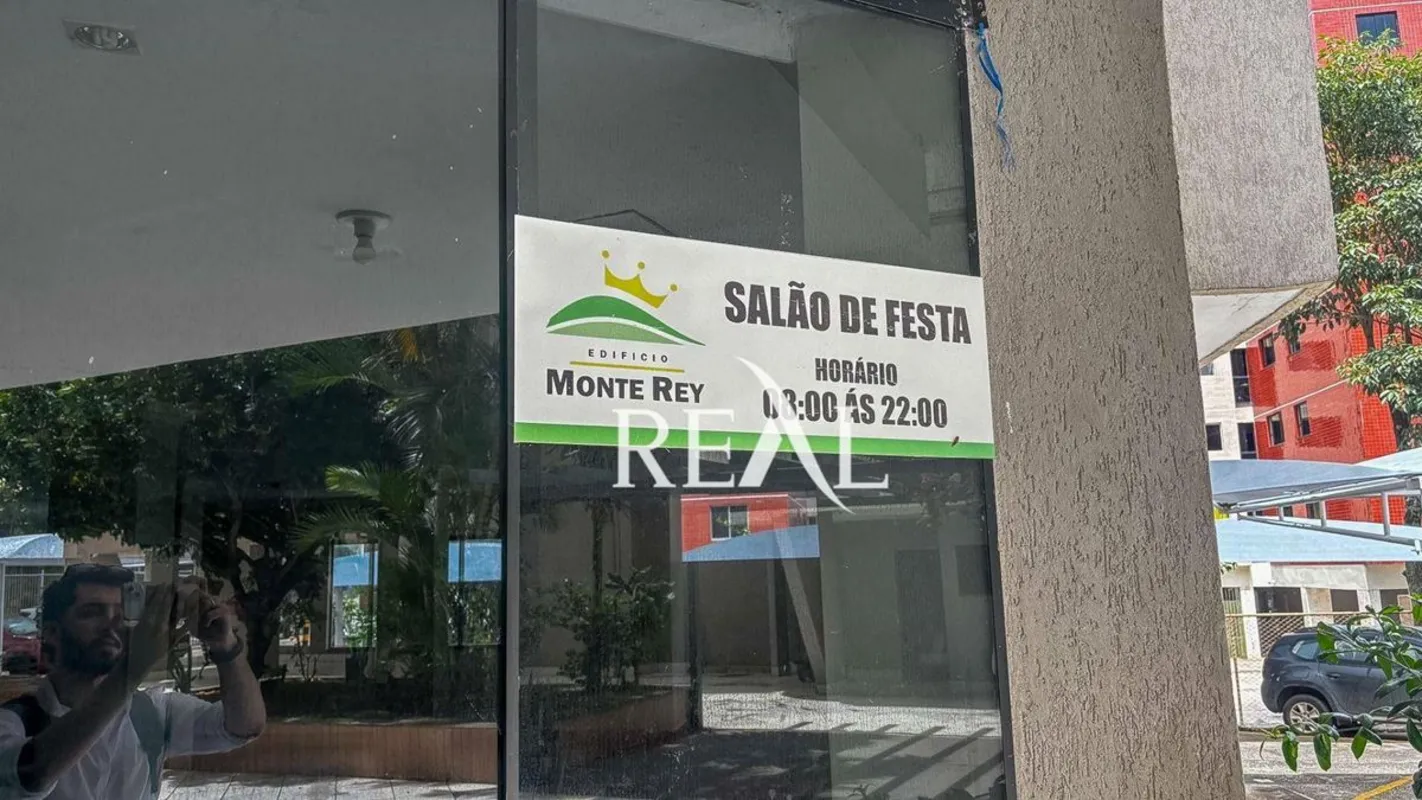 EDIFICIO
MONTE REY
SALÃO DE FESTA
HORÁRIO
08:00 ÁS 22:00
REAL